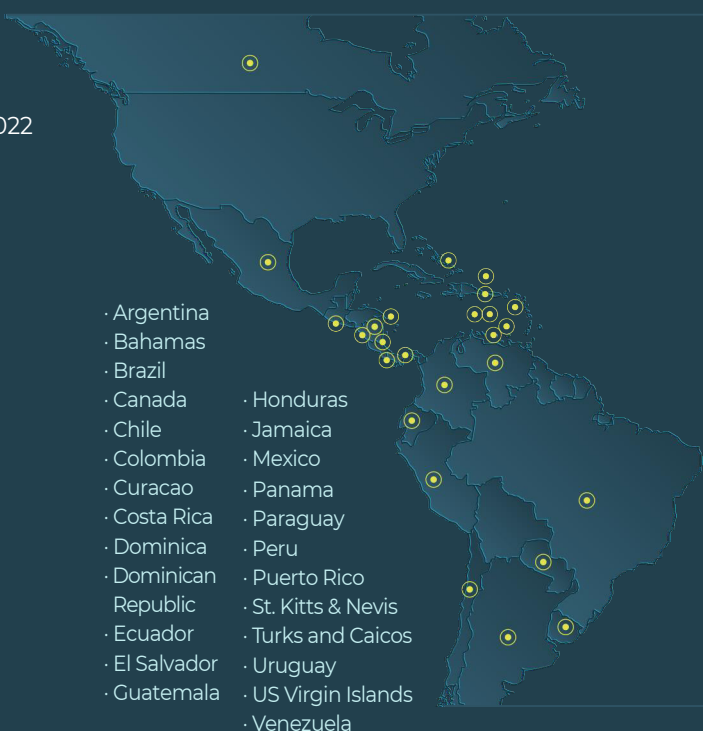 022
· Argentina
· Bahamas
· Brazil
· Canada
· Chile
· Colombia
· Curacao
· Costa Rica
· Dominica
· Dominican
Republic
· Ecuador
· El Salvador
· Guatemala
· Honduras
· Jamaica
· Mexico
· Panama
· Paraguay
· Peru
· Puerto Rico
· St. Kitts & Nevis
· Turks and Caicos
· Uruguay
· US Virgin Islands
· Venezuela